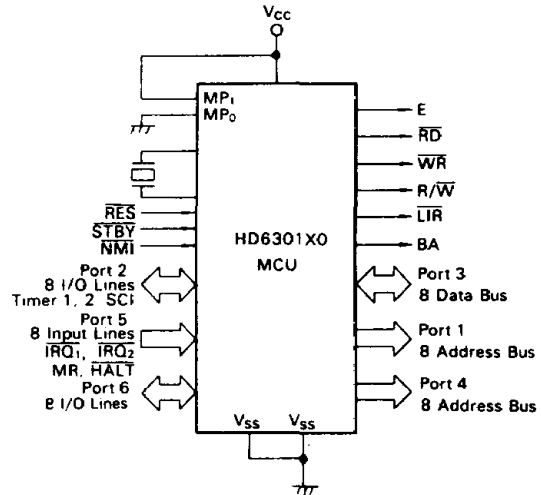 VCC
MP1
MP0
RES
STBY
NMI
Port 2
8 I/O Lines
Timer 1, 2 SCI
Port 5
8 Input Lines
IRQ1, IRQ2
MR, HALT
Port 6
8 I/O Lines
HD6301X0
MCU
VSS VSS
E
RD
WR
R/W
LIR
BA
Port 3
8 Data Bus
Port 1
8 Address Bus
Port 4
8 Address Bus